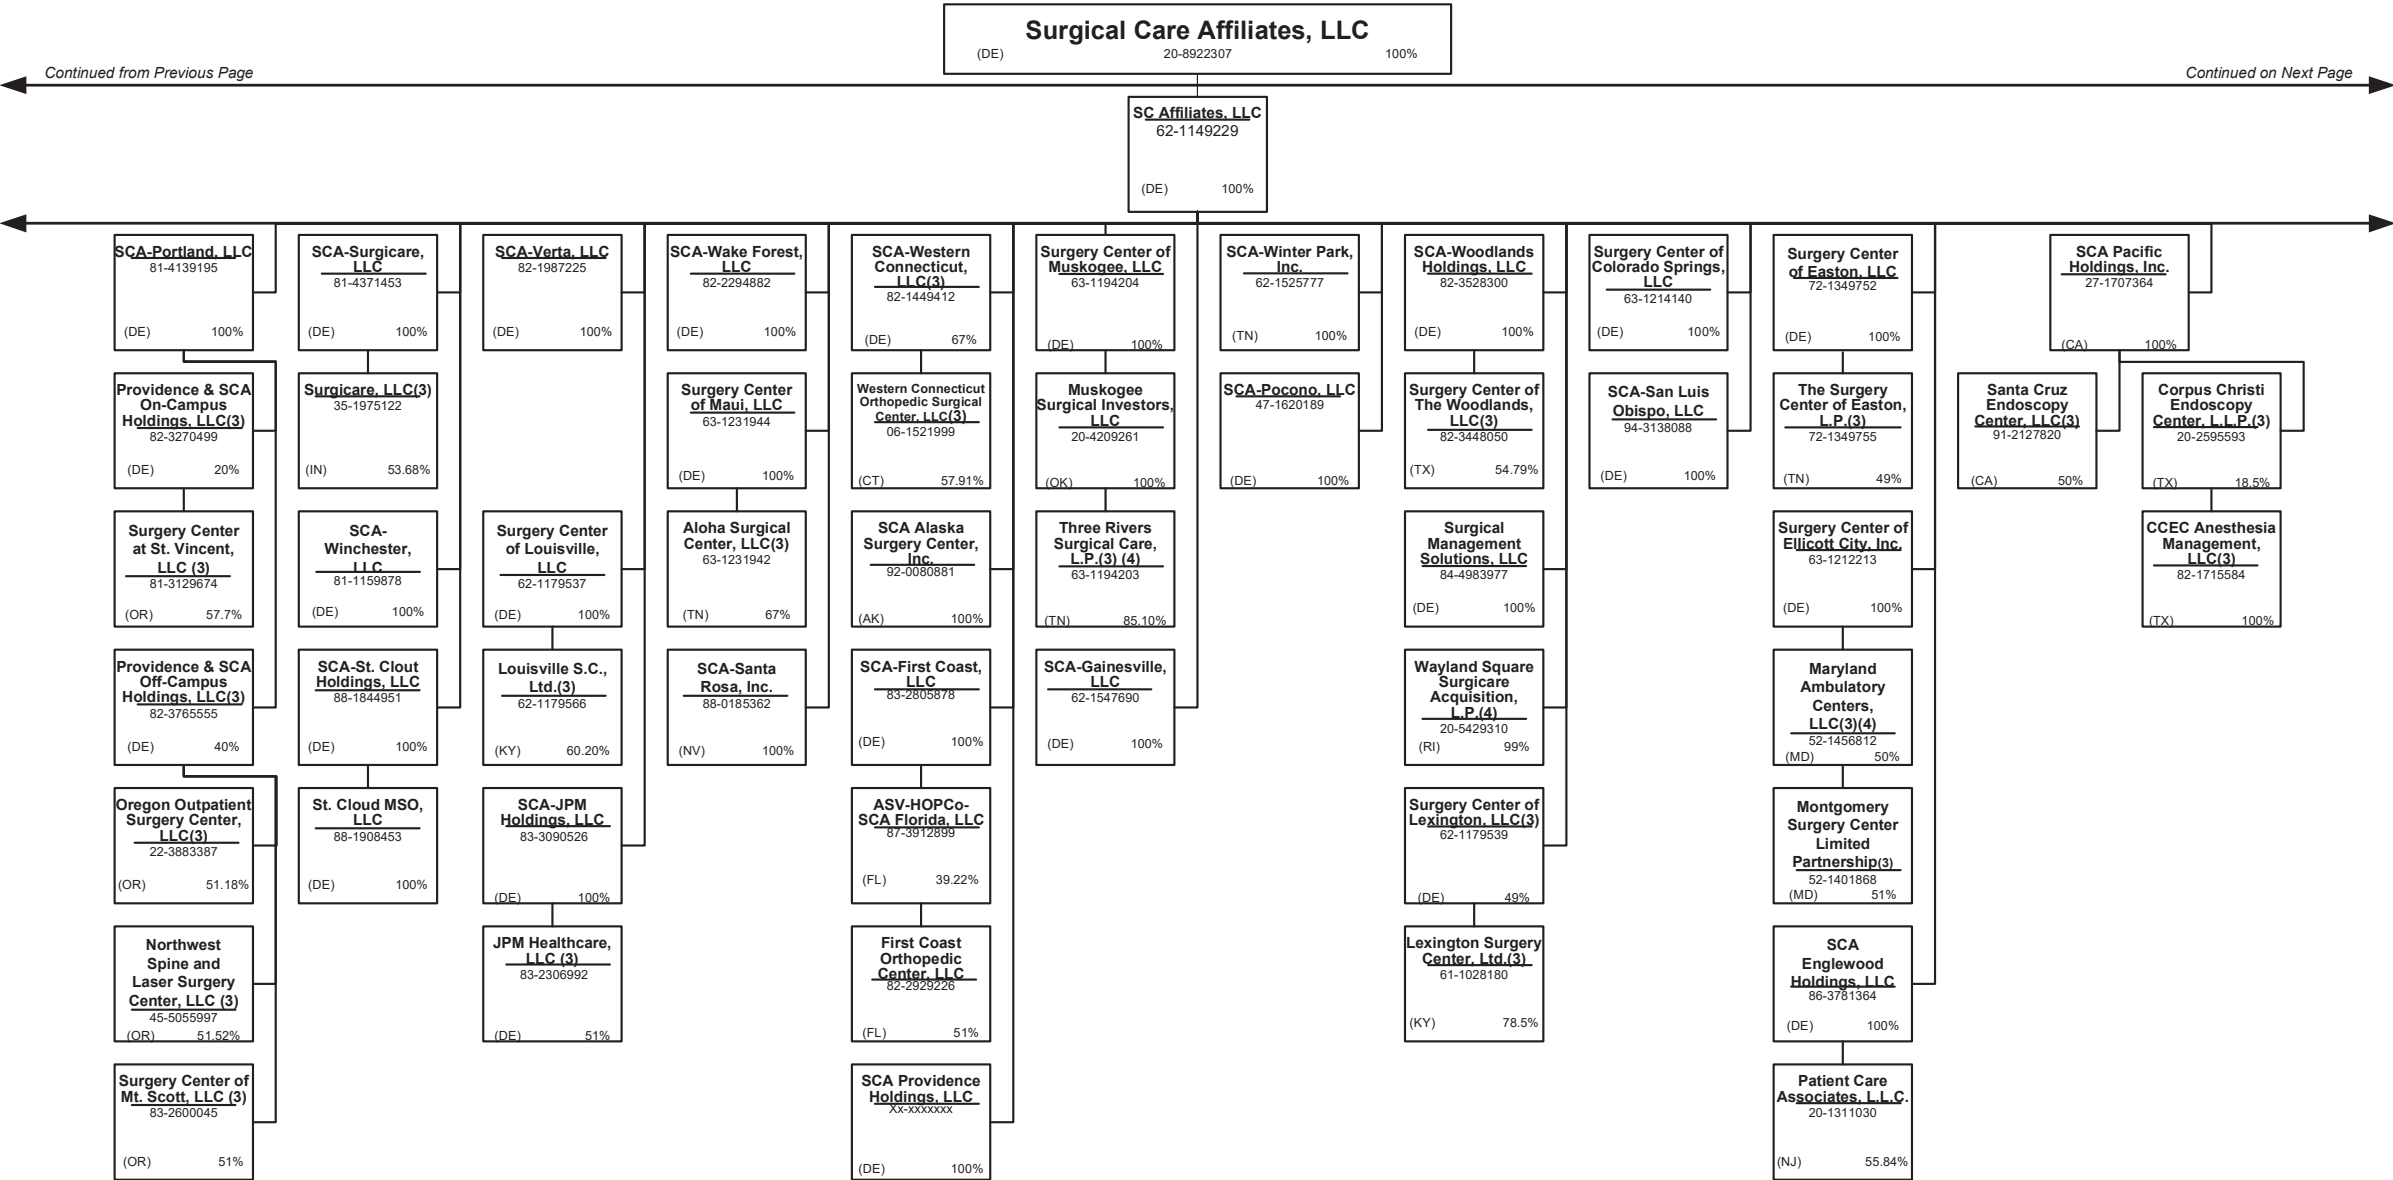 Surgical Care Affiliates, LLC
(DE) 20-8922307 100%
Continued from Previous Page
Continued on Next Page
SC Affiliates, LLC
62-1149229
(DE) 100%
SCA-Portland, LLC
81-4139195
(DE) 100%
Providence & SCA
On-Campus
Holdings, LLC(3)
82-3270499
(DE) 20%
Surgery Center
at St. Vincent,
LLC (3)
81-3129674
(OR) 57.7%
Providence & SCA
Off-Campus
Holdings, LLC(3)
82-3765555
(DE) 40%
Oregon Outpatient
Surgery Center,
LLC(3)
22-3883387
(OR) 51.18%
Northwest
Spine and
Laser Surgery
Center, LLC (3)
45-5055997
(OR) 51.52%
Surgery Center of
Mt. Scott, LLC (3)
83-2600045
(OR) 51%
SCA-Surgicare,
LLC
81-4371453
(DE) 100%
Surgicare, LLC(3)
35-1975122
(IN) 53.68%
SCA-
Winchester,
LLC
81-1159878
(DE) 100%
SCA-St. Clout
Holdings, LLC
88-1844951
(DE) 100%
St. Cloud MSO,
LLC
88-1908453
(DE) 100%
SCA-Verta, LLC
82-1987225
(DE) 100%
Surgery Center
of Louisville,
LLC
62-1179537
(DE) 100%
Louisville S.C.,
Ltd.(3)
62-1179566
(KY) 60.20%
SCA-JPM
Holdings, LLC
83-3090526
(DE) 100%
JPM Healthcare,
LLC (3)
83-2306992
(DE) 51%
SCA-Wake Forest,
LLC
82-2294882
(DE) 100%
Surgery Center
of Maui, LLC
63-1231944
(DE) 100%
Aloha Surgical
Center, LLC(3)
63-1231942
(TN) 67%
SCA-Santa
Rosa, Inc.
88-0185362
(NV) 100%
SCA-Western
Connecticut,
LLC(3)
82-1449412
(DE) 67%
Western Connecticut
Orthopedic Surgical
Center, LLC(3)
06-1521999
(CT) 57.91%
SCA Alaska
Surgery Center,
Inc.
92-0080881
(AK) 100%
SCA-First Coast,
LLC
83-2805878
(DE) 100%
ASV-HOPCo-
SCA Florida, LLC
87-3912899
(FL) 39.22%
First Coast
Orthopedic
Center, LLC
82-2929226
(FL) 51%
SCA Providence
Holdings, LLC
Xx-xxxxxxx
(DE) 100%
Surgery Center of
Muskogee, LLC
63-1194204
(DE) 100%
Muskogee
Surgical Investors,
LLC
20-4209261
(OK) 100%
Three Rivers
Surgical Care,
L.P.(3) (4)
63-1194203
(TN) 85.10%
SCA-Gainesville,
LLC
62-1547690
(DE) 100%
SCA-Winter Park,
Inc.
62-1525777
(TN) 100%
SCA-Pocono, LLC
47-1620189
(DE) 100%
SCA-Woodlands
Holdings, LLC
82-3528300
(DE) 100%
Surgery Center of
The Woodlands,
LLC(3)
82-3448050
(TX) 54.79%
Surgical
Management
Solutions, LLC
84-4983977
(DE) 100%
Wayland Square
Surgicare
Acquisition,
L.P.(4)
20-5429310
(RI) 99%
Surgery Center of
Lexington, LLC(3)
62-1179539
(DE) 49%
Lexington Surgery
Center, Ltd.(3)
61-1028180
(KY) 78.5%
Surgery Center of
Colorado Springs,
LLC
63-1214140
(DE) 100%
SCA-San Luis
Obispo, LLC
94-3138088
(DE) 100%
Surgery Center
of Easton, LLC
72-1349752
(DE) 100%
The Surgery
Center of Easton,
L.P.(3)
72-1349755
(TN) 49%
Surgery Center of
Ellicott City, Inc.
63-1212213
(DE) 100%
Maryland
Ambulatory
Centers,
LLC(3)(4)
52-1456812
(MD) 50%
Montgomery
Surgery Center
Limited
Partnership(3)
52-1401868
(MD) 51%
SCA
Englewood
Holdings, LLC
86-3781364
(DE) 100%
Patient Care
Associates, L.L.C.
20-1311030
(NJ) 55.84%
SCA Pacific
Holdings, Inc.
27-1707364
(CA) 100%
Santa Cruz
Endoscopy
Center, LLC(3)
91-2127820
(CA) 50%
Corpus Christi
Endoscopy
Center, L.L.P.(3)
20-2595593
(TX) 18.5%
CCEC Anesthesia
Management,
LLC(3)
82-1715584
(TX) 100%